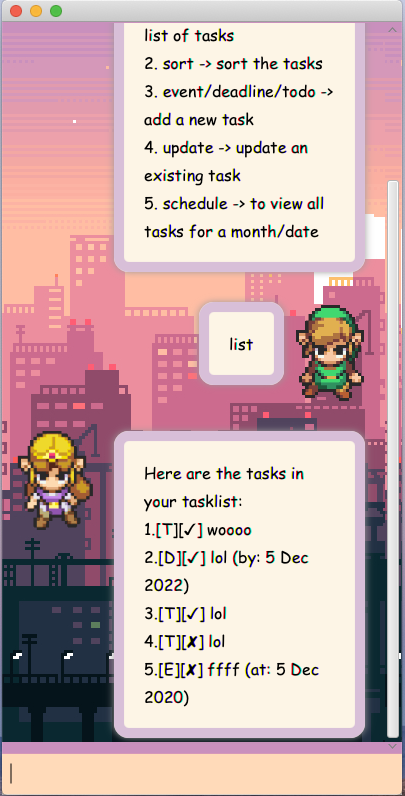 list of tasks
2. sort -> sort the tasks
3. event/deadline/todo ->
add a new task
4. update -> update an
existing task
5. schedule -> to view all
tasks for a month/date
list
Here are the tasks in
your tasklist:
1.[T][✓] woooo
2.[D][✓] lol (by: 5 Dec
2022)
3.[T][✓] lol
4.[T][✘] lol
5.[E][✘] ffff (at: 5 Dec
2020)